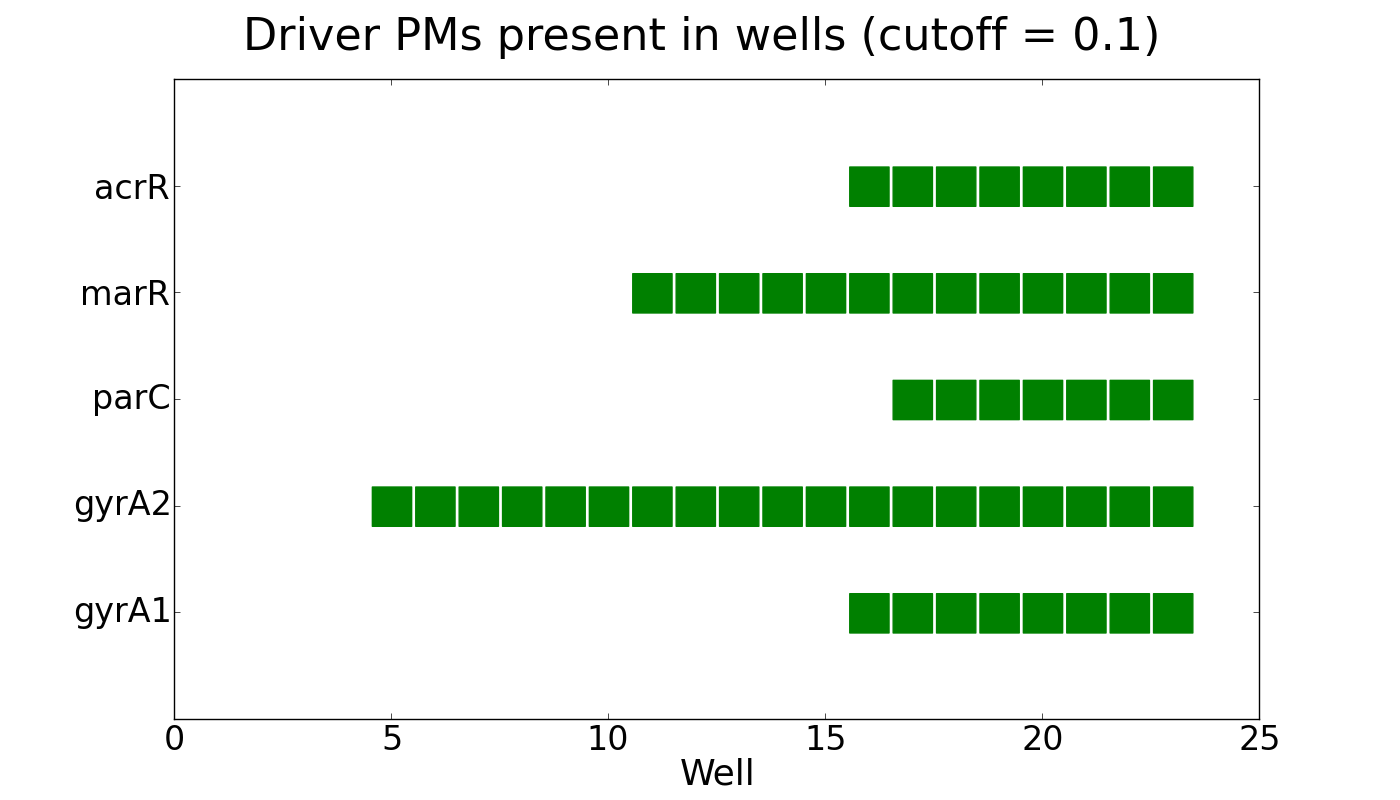 Driver PMs present in wells (cutoff = 0.1)
acrR
marR
parC
gyrA2
gyrA1
0 5 10 15 20 25
Well